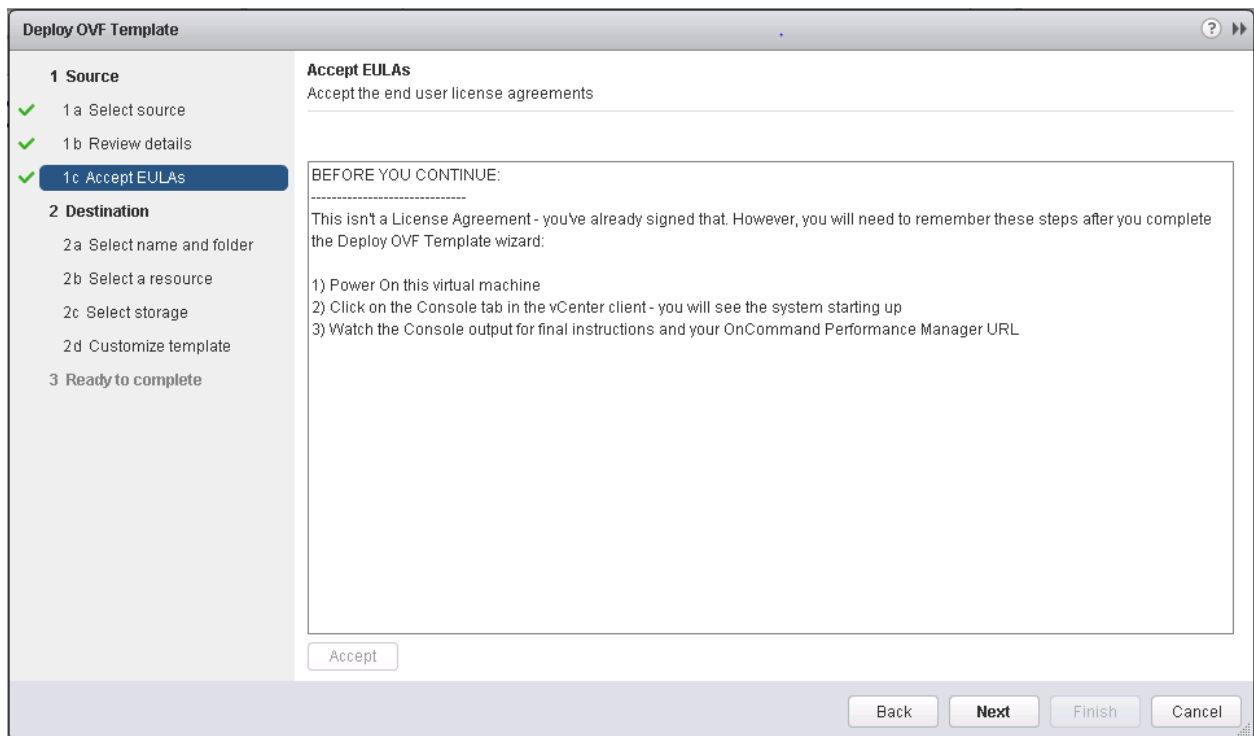 Deploy OVF Template
1 Source
1a Select source
1b Review details
1c Accept EULAs
2 Destination
2a Select name and folder
2b Select a resource
2c Select storage
2d Customize template
3 Ready to complete
Accept EULAs
Accept the end user license agreements
BEFORE YOU CONTINUE:
------------------------------
This isn't a License Agreement - you've already signed that. However, you will need to remember these steps after you complete
the Deploy OVF Template wizard:
1) Power On this virtual machine
2) Click on the Console tab in the vCenter client - you will see the system starting up
3) Watch the Console output for final instructions and your OnCommand Performance Manager URL
Accept
Back
Next
Finish
Cancel